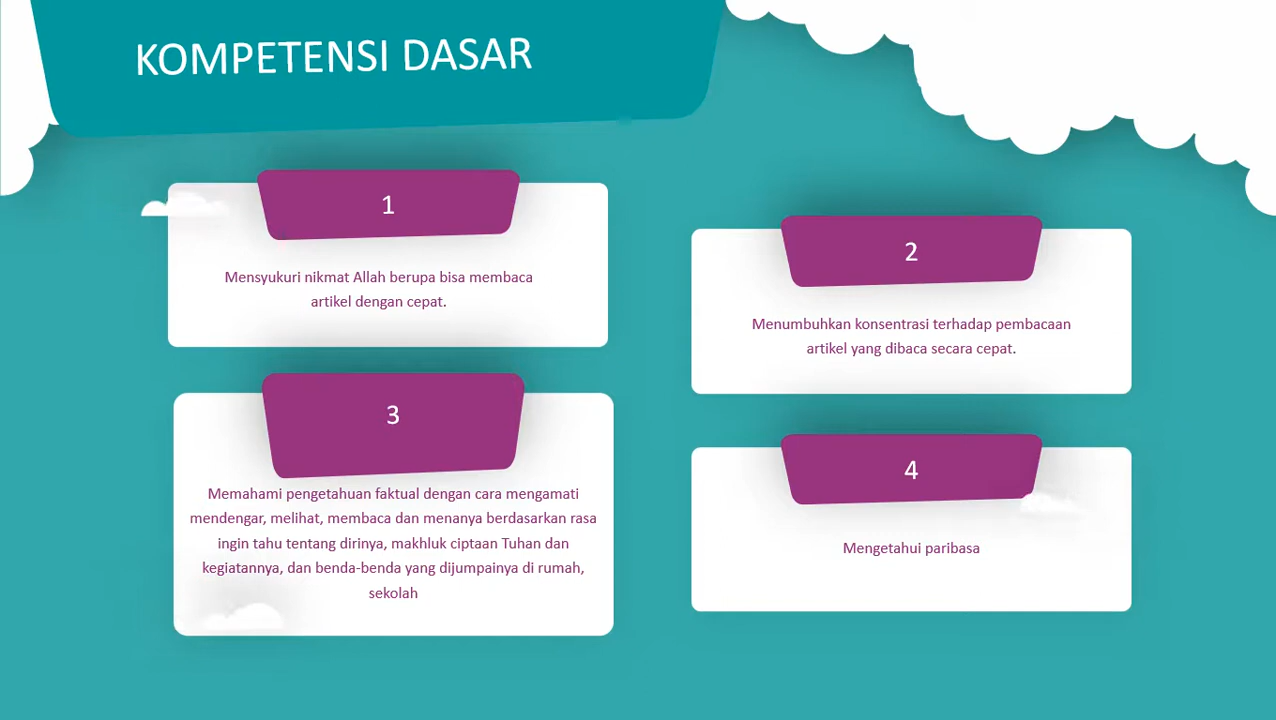 KOMPETENSI DASAR
1
Mensyukuri nikmat Allah berupa bisa membaca
artikel dengan cepat.
2
Menumbuhkan konsentrasi terhadap pembacaan
artikel yang dibaca secara cepat.
3
Memahami pengetahuan faktual dengan cara mengamati
mendengar, melihat, membaca dan menanya berdasarkan rasa
ingin tahu tentang dirinya, makhluk ciptaan Tuhan dan
kegiatannya, dan benda-benda yang dijumpainya di rumah,
sekolah
4
Mengetahui paribasa